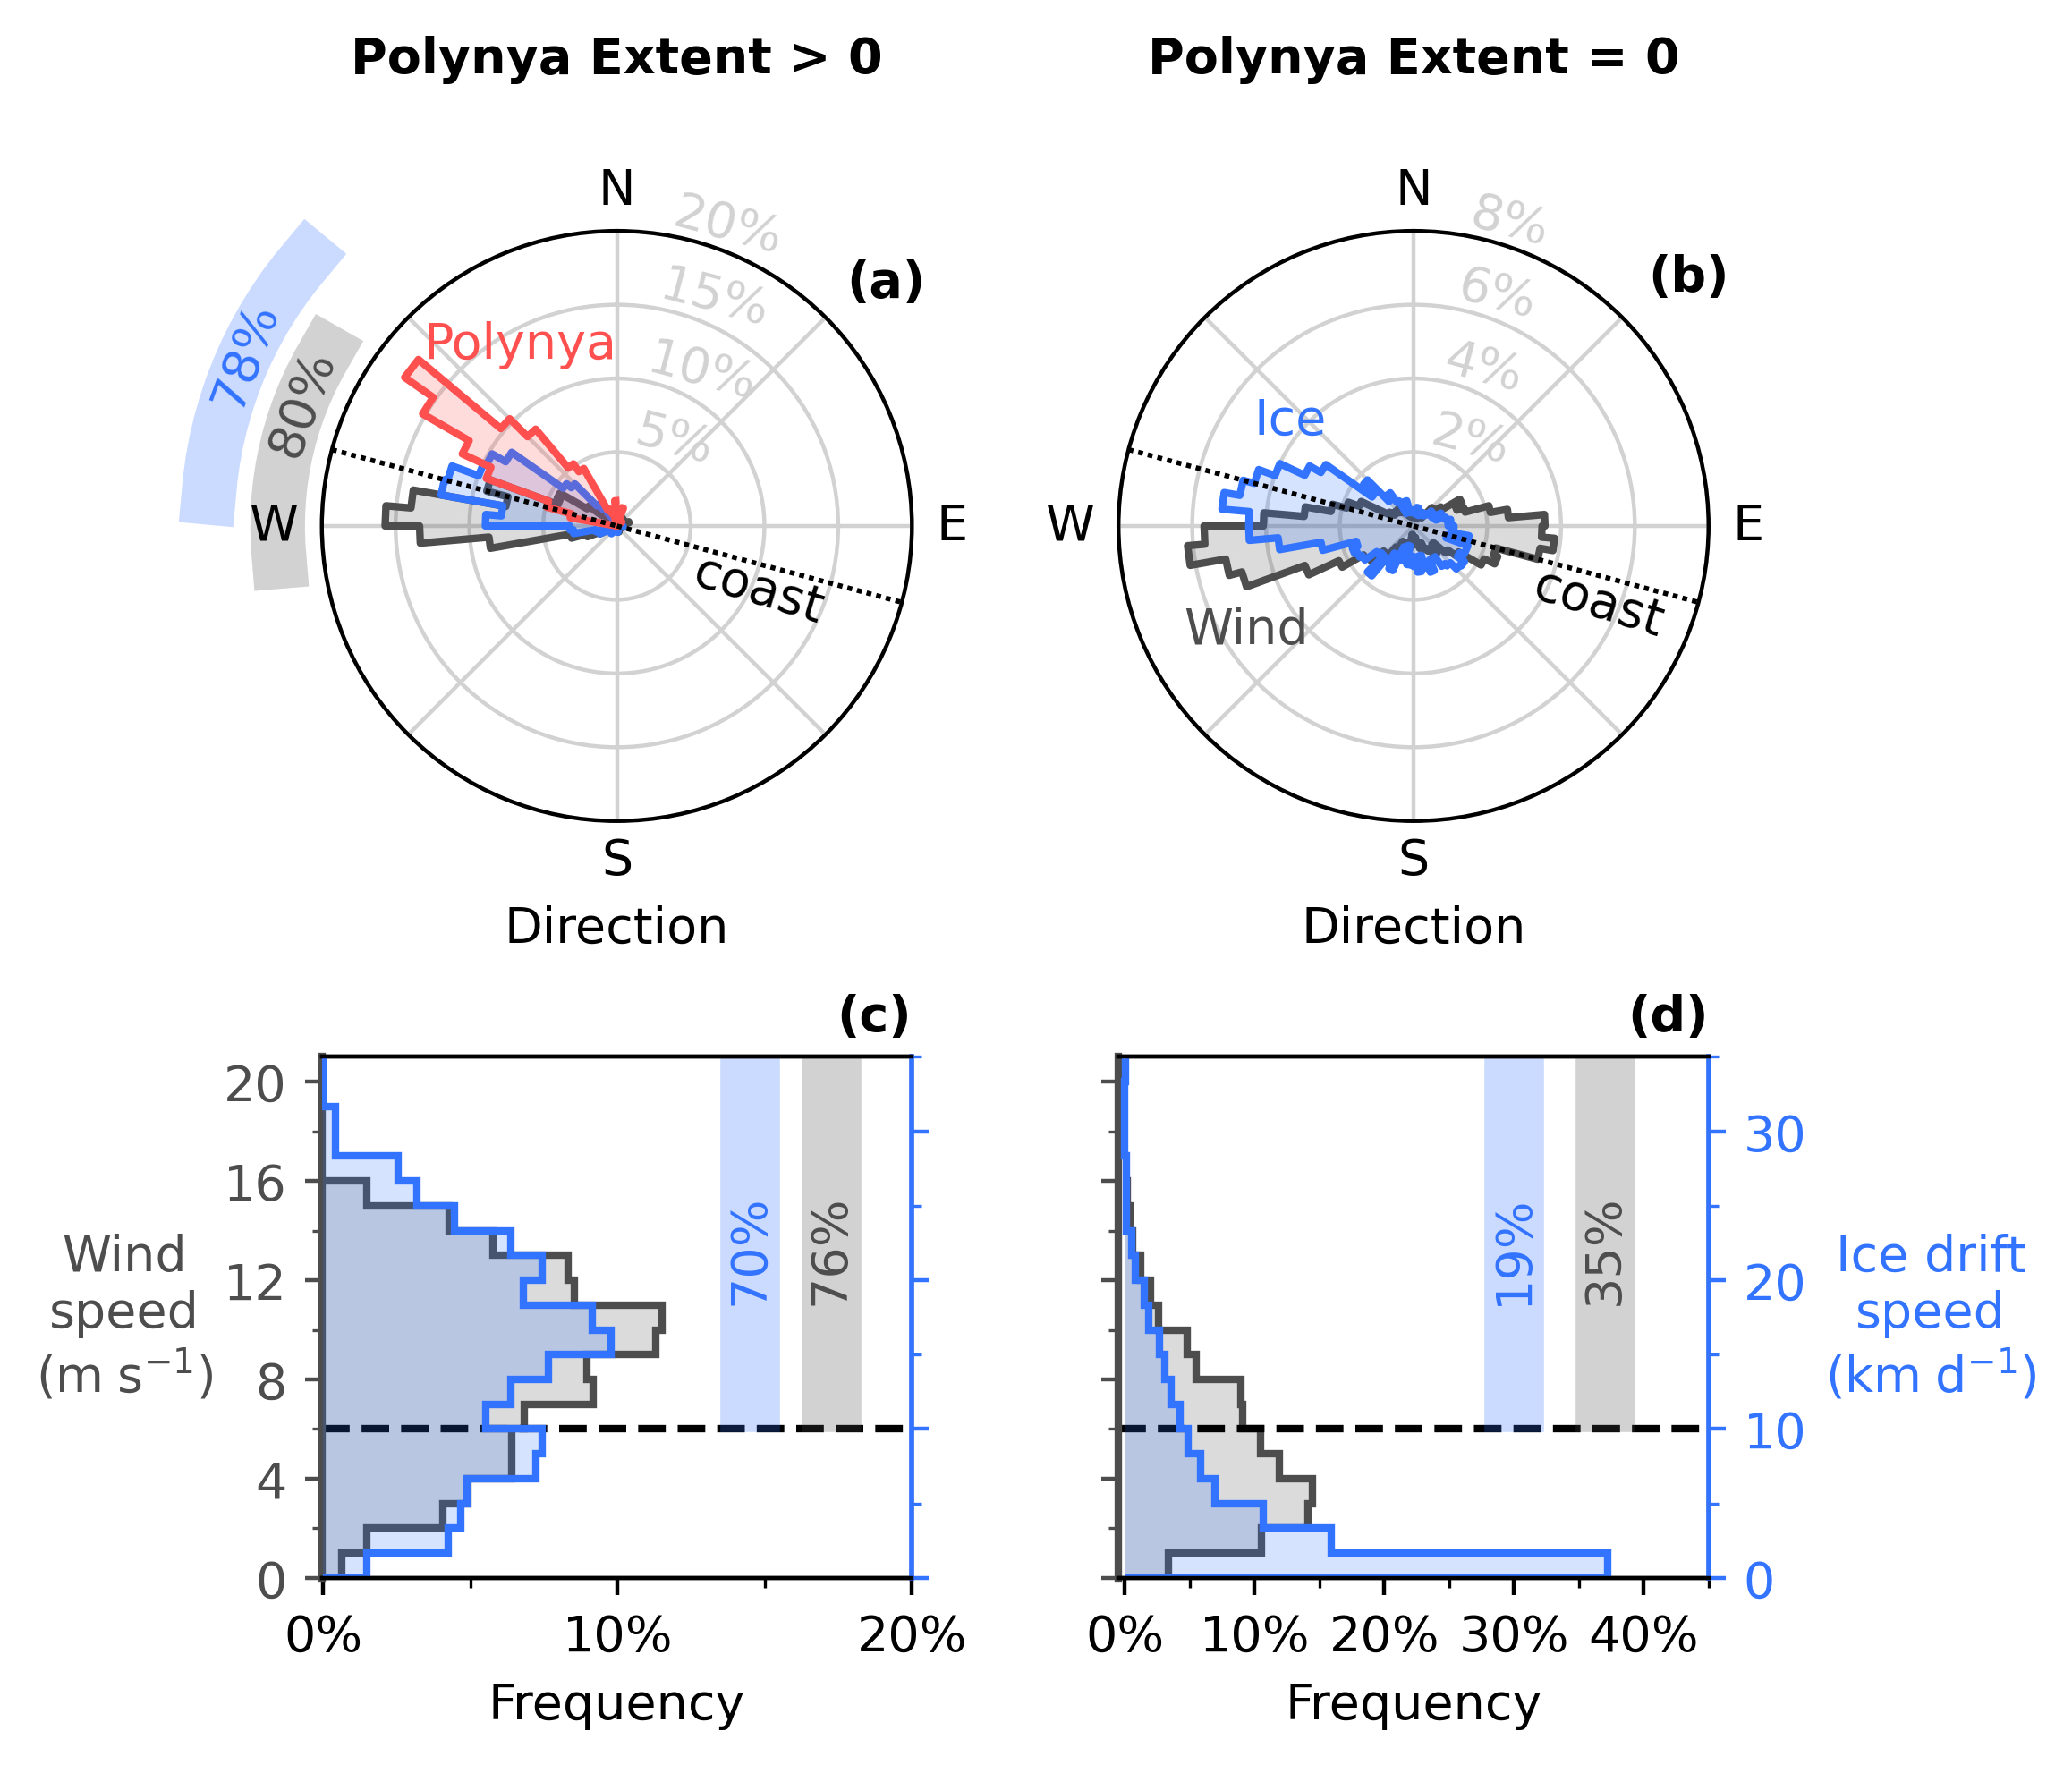 Polynya Extent > 0
Polynya Extent = 0
N
20%
15%
10%
5%
(a)
Polynya
78%
80%
W
E
coast
S
Direction
N
8%
6%
4%
2%
(b)
Ice
W
E
Wind
coast
S
Direction
(c)
20
16
12
8
4
0
Wind
speed
(m s⁻¹)
70%
76%
0%
10%
20%
Frequency
(d)
19%
35%
30
20
10
0
Ice drift
speed
(km d⁻¹)
0%
10%
20%
30%
40%
Frequency